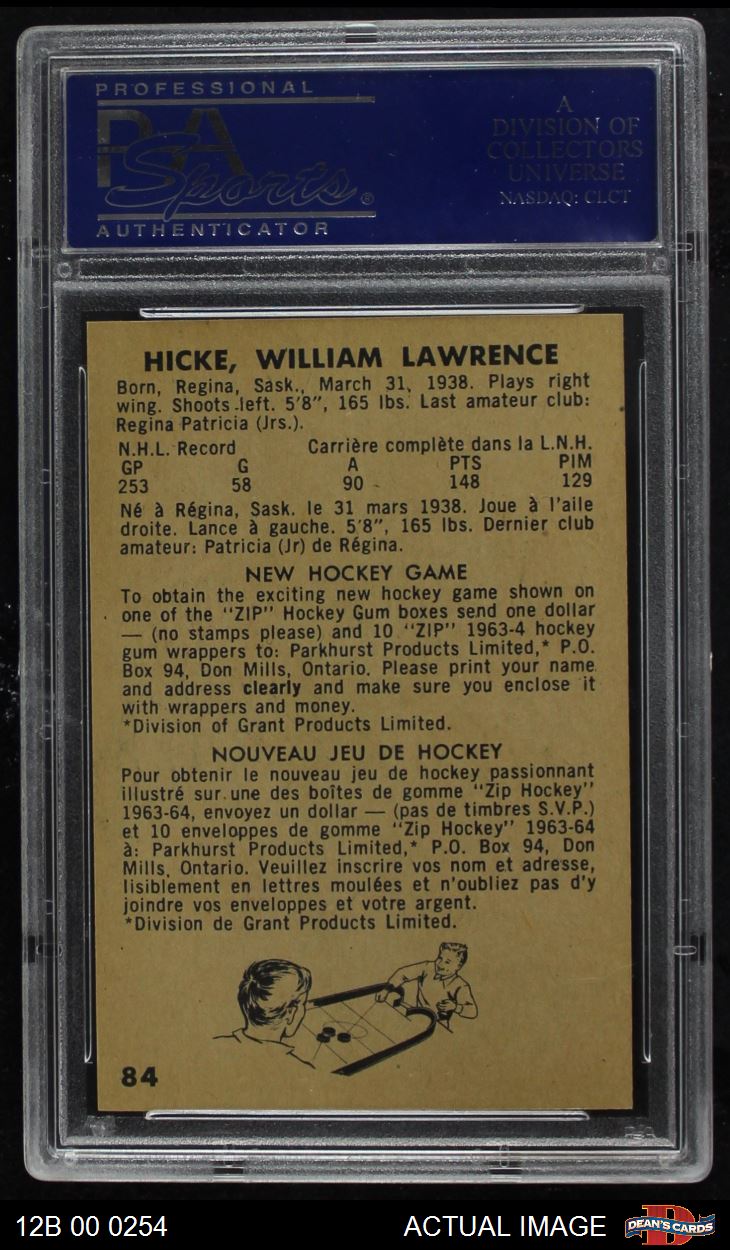 PROFESSIONAL
PSA
Sports®
AUTHENTICATOR
A
DIVISION OF
COLLECTORS
UNIVERSE
NASDAQ: CLCT
HICKE, WILLIAM LAWRENCE
Born, Regina, Sask., March 31, 1938. Plays right
wing. Shoots left. 5'8", 165 lbs. Last amateur club:
Regina Patricia (Jrs.).
N.H.L. Record Carrière complète dans la L.N.H.
GP G A PTS PIM
253 58 90 148 129
Né à Régina, Sask. le 31 mars 1938. Joue à l'aile
droite. Lance à gauche. 5'8", 165 lbs. Dernier club
amateur: Patricia (Jr) de Régina.
NEW HOCKEY GAME
To obtain the exciting new hockey game shown on
one of the "ZIP" Hockey Gum boxes send one dollar
— (no stamps please) and 10 "ZIP" 1963-4 hockey
gum wrappers to: Parkhurst Products Limited,* P.O.
Box 94, Don Mills, Ontario. Please print your name
and address clearly and make sure you enclose it
with wrappers and money.
*Division of Grant Products Limited.
NOUVEAU JEU DE HOCKEY
Pour obtenir le nouveau jeu de hockey passionnant
illustré sur une des boîtes de gomme "Zip Hockey"
1963-64, envoyez un dollar — (pas de timbres S.V.P.)
et 10 enveloppes de gomme "Zip Hockey" 1963-64
à: Parkhurst Products Limited,* P.O. Box 94, Don
Mills, Ontario. Veuillez inscrire vos nom et adresse,
lisiblement en lettres moulées et n'oubliez pas d'y
joindre vos enveloppes et votre argent.
*Division de Grant Products Limited.
84
12B 00 0254
ACTUAL IMAGE
DEAN'S CARDS